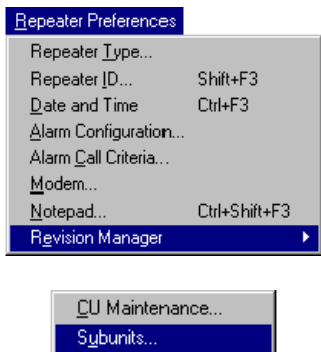 Repeater Preferences
Repeater Type...
Repeater ID... Shift+F3
Date and Time Ctrl+F3
Alarm Configuration...
Alarm Call Criteria...
Modem...
Notepad... Ctrl+Shift+F3
Revision Manager
CU Maintenance...
Subunits...